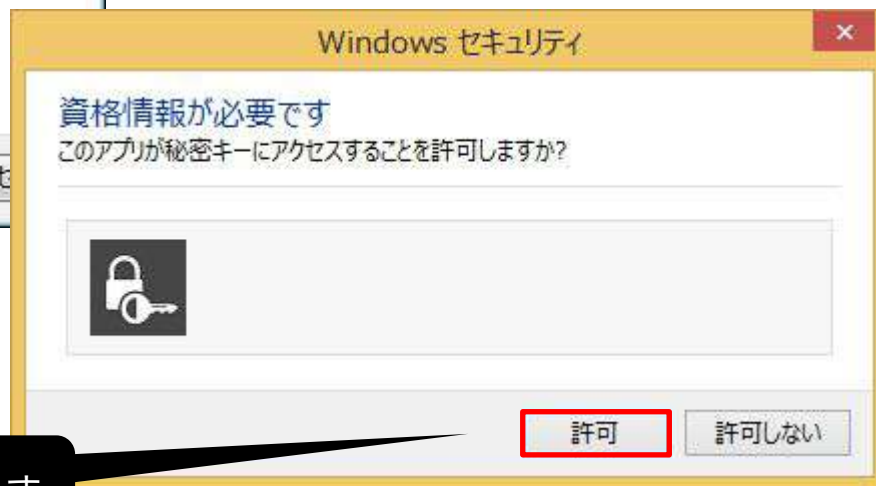 Windows セキュリティ
資格情報が必要です
このアプリが秘密キーにアクセスすることを許可しますか?
許可
許可しない